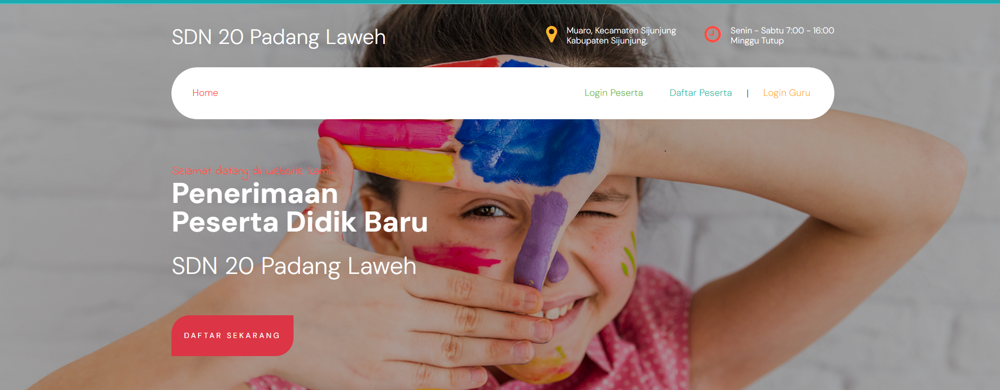 SDN 20 Padang Laweh
Muaro, Kecamaten Sijunjung
Kabupaten Sijunjung,
Senin - Sabtu 7:00 - 16:00
Minggu Tutup
Home
Login Peserta
Daftar Peserta
|
Login Guru
Selamat datang di website kami.
Penerimaan
Peserta Didik Baru
SDN 20 Padang Laweh
DAFTAR SEKARANG